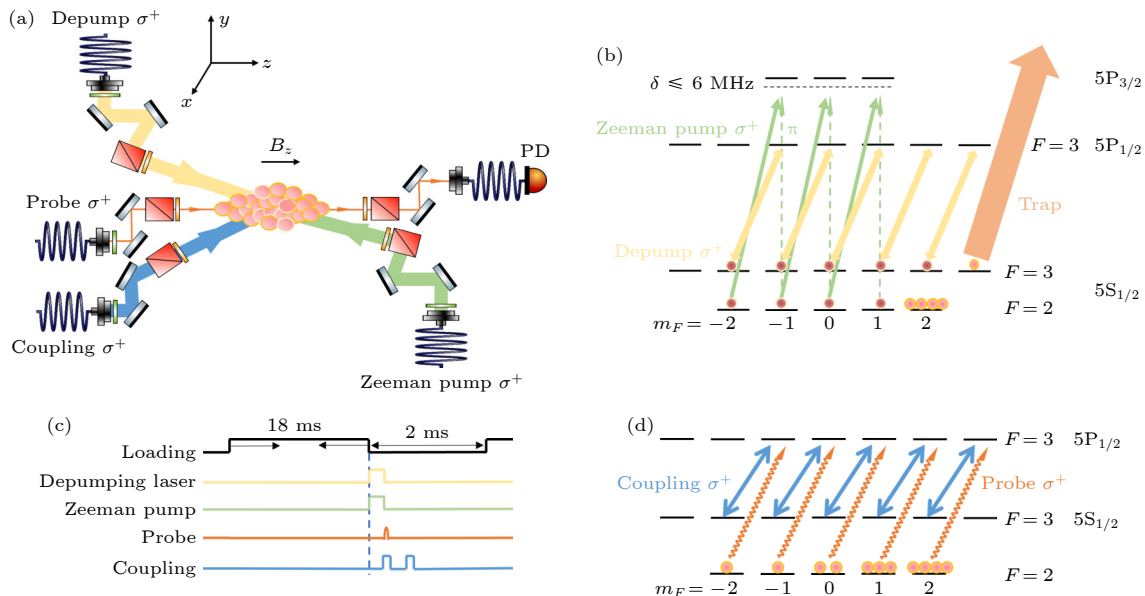 (a)
Depump σ⁺
y
z
x
B_z
PD
Probe σ⁺
Coupling σ⁺
Zeeman pump σ⁺
(b)
δ ⩽ 6 MHz
5P₃/₂
Zeeman pump σ⁺
π
F = 3
5P₁/₂
Trap
Depump σ⁺
F = 3
5S₁/₂
F = 2
m_F = −2 −1 0 1 2
(c)
18 ms
2 ms
Loading
Depumping laser
Zeeman pump
Probe
Coupling
(d)
F = 3 5P₁/₂
Coupling σ⁺
Probe σ⁺
F = 3
5S₁/₂
F = 2
m_F = −2 −1 0 1 2